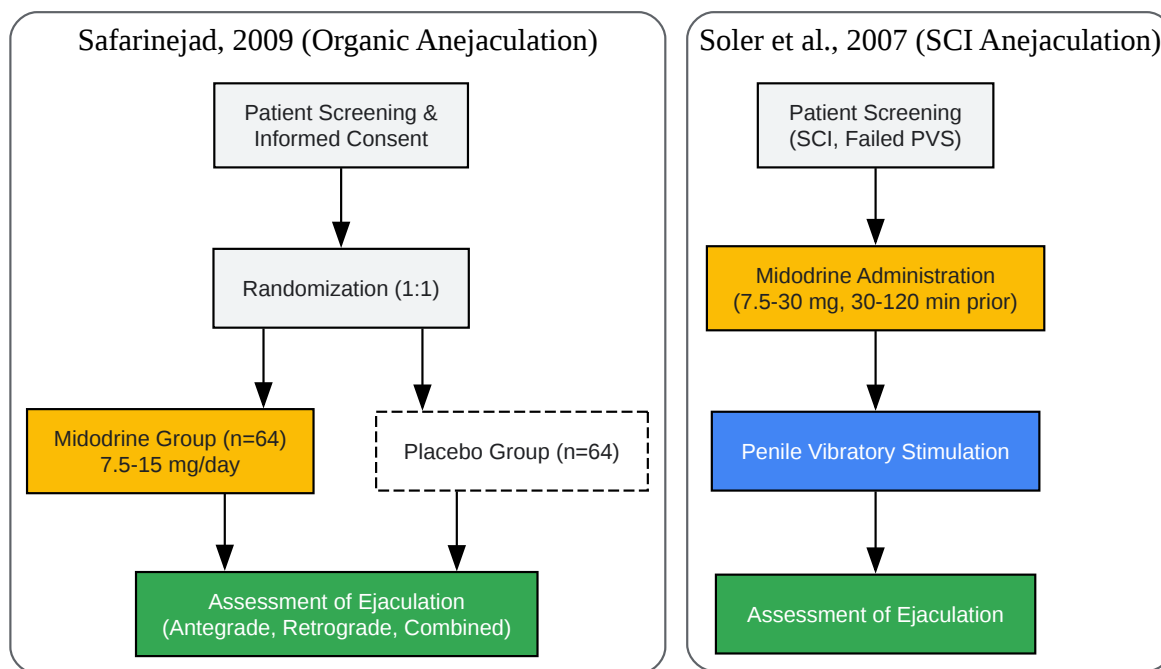 Safarinejad, 2009 (Organic Anejaculation)
Patient Screening &
Informed Consent
Randomization (1:1)
Midodrine Group (n=64)
7.5-15 mg/day
Placebo Group (n=64)
Assessment of Ejaculation
(Antegrade, Retrograde, Combined)
Soler et al., 2007 (SCI Anejaculation)
Patient Screening
(SCI, Failed PVS)
Midodrine Administration
(7.5-30 mg, 30-120 min prior)
Penile Vibratory Stimulation
Assessment of Ejaculation